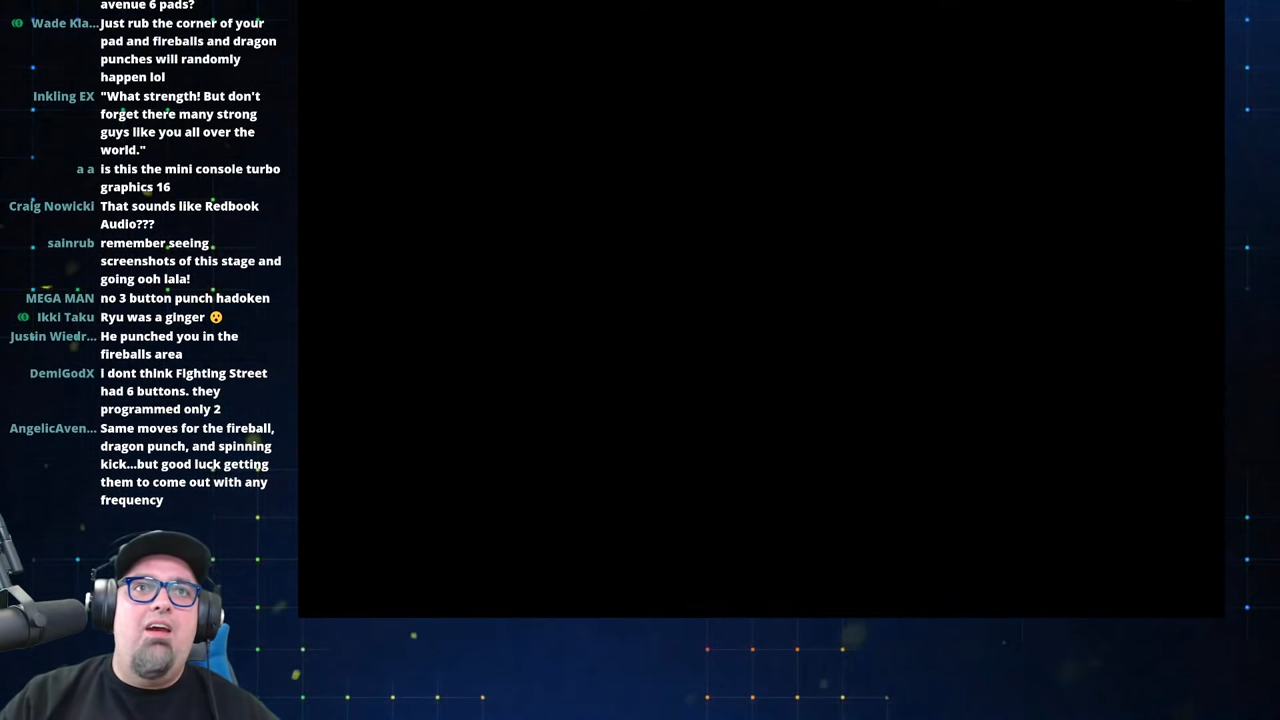 avenue 6 pads?
Wade Kla... Just rub the corner of your
pad and fireballs and dragon
punches will randomly
happen lol
Inkling EX "What strength! But don't
forget there many strong
guys like you all over the
world."
a a is this the mini console turbo
graphics 16
Craig Nowicki That sounds like Redbook
Audio???
sainrub remember seeing
screenshots of this stage and
going ooh lala!
MEGA MAN no 3 button punch hadoken
Ikki Taku Ryu was a ginger 😮
Justin Wiedr... He punched you in the
fireballs area
DemiGodX i dont think Fighting Street
had 6 buttons. they
programmed only 2
AngelicAven... Same moves for the fireball,
dragon punch, and spinning
kick...but good luck getting
them to come out with any
frequency